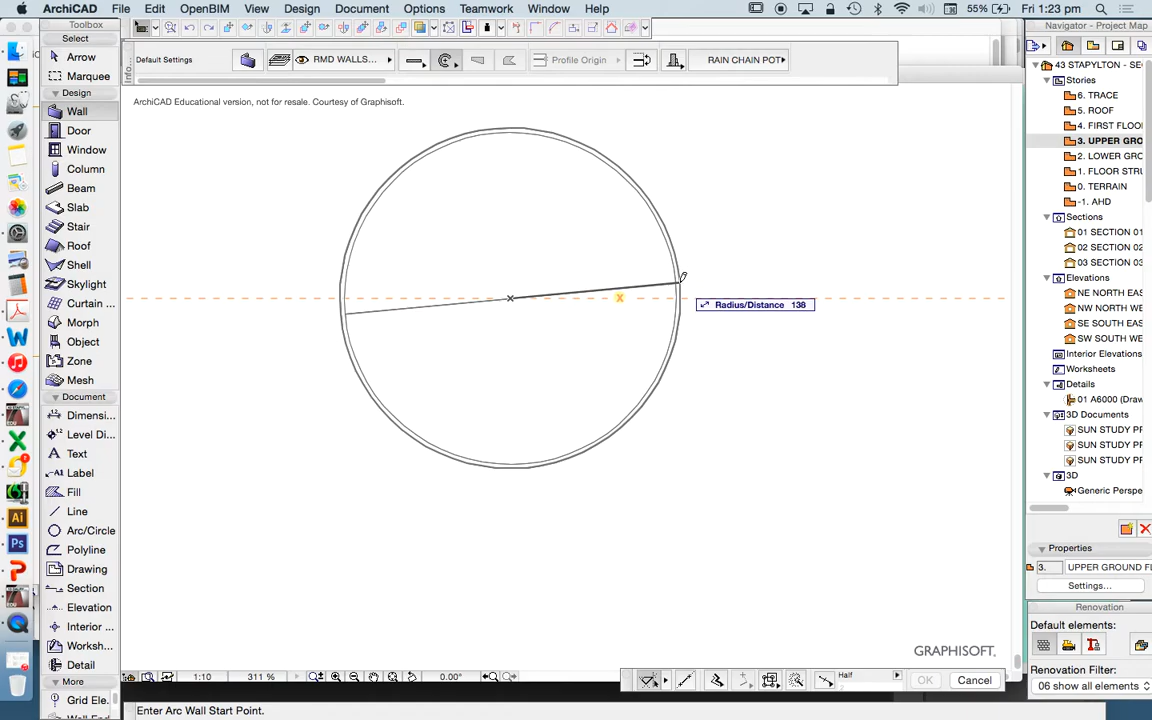 ArchiCAD File Edit View Design Document Options Teamwork Window Help
55% Fri 1:23 pm
Toolbox
Select
Arrow
Marquee
Design
Wall
Door
Window
Column
Beam
Slab
Stair
Roof
Shell
Skylight
Curtain ...
Morph
Object
Zone
Mesh
Document
Dimensi...
Level Di...
Text
Label
Fill
Line
Arc/Circle
Polyline
Drawing
Section
Elevation
Interior ...
Worksh...
Detail
More
Grid Ele...
Default Settings
RMD WALLS...
Profile Origin
RAIN CHAIN POT
ArchiCAD Educational version, not for resale. Courtesy of Graphisoft.
Radius/Distance 138
GRAPHISOFT.
1:10
311 %
0.00°
Half
OK
Cancel
Enter Arc Wall Start Point.
Navigator - Project Map
43 STAPYLTON - SE
Stories
6. TRACE
5. ROOF
4. FIRST FLOO
3. UPPER GRO
2. LOWER GRO
1. FLOOR STRU
0. TERRAIN
-1. AHD
Sections
01 SECTION 01
02 SECTION 02
03 SECTION 03
Elevations
NE NORTH EAS
NW NORTH WE
SE SOUTH EAS
SW SOUTH WE
Interior Elevations
Worksheets
Details
01 A6000 (Draw
3D Documents
SUN STUDY PF
SUN STUDY PF
SUN STUDY PF
3D
Generic Perspe
Properties
3. UPPER GROUND FL
Settings...
Renovation
Default elements:
Renovation Filter:
06 show all elements